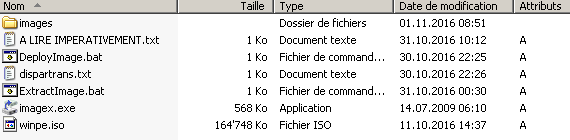 Taille Type Date de modification Attributs
images Dossier de fichiers 01.11.2016 08:51
A LIRE IMPERATIVEMENT.txt 1 Ko Document texte 31.10.2016 10:12 A
DeployImage.bat 1 Ko Fichier de command... 30.10.2016 22:25 A
dispartrans.txt 1 Ko Document texte 30.10.2016 22:26 A
ExtractImage.bat 1 Ko Fichier de command... 31.10.2016 00:30 A
imagex.exe 568 Ko Application 14.07.2009 06:10 A
winpe.iso 164'748 Ko Fichier ISO 11.10.2016 14:37 A